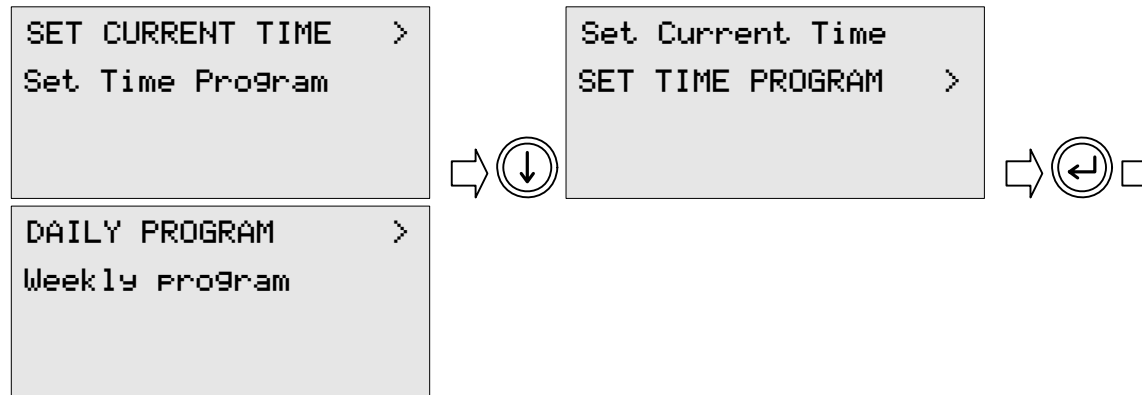 SET CURRENT TIME >
Set Time Program
Set Current Time
SET TIME PROGRAM >
DAILY PROGRAM >
Weekly program